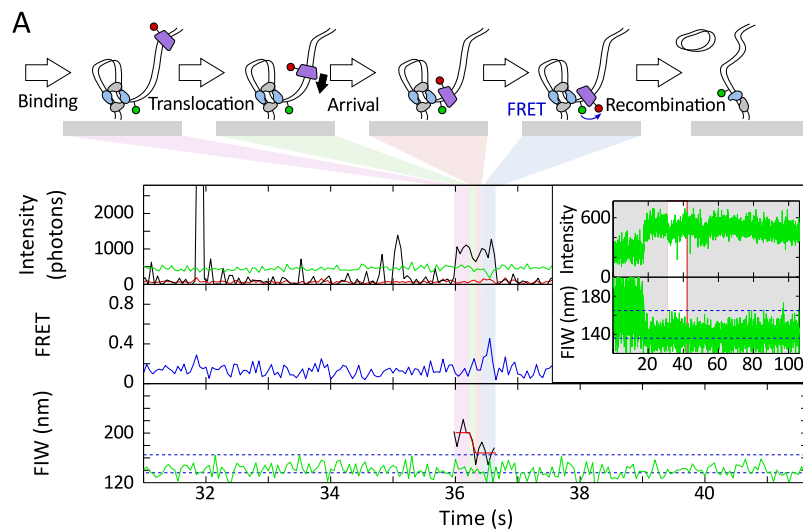 A
Binding
Translocation
Arrival
FRET
Recombination
Intensity
(photons)
2000
1000
0
FRET
0.8
0.4
0
FIW (nm)
200
120
32
34
36
38
40
Time (s)
Intensity
600
0
FIW (nm)
180
140
20
40
60
80
100